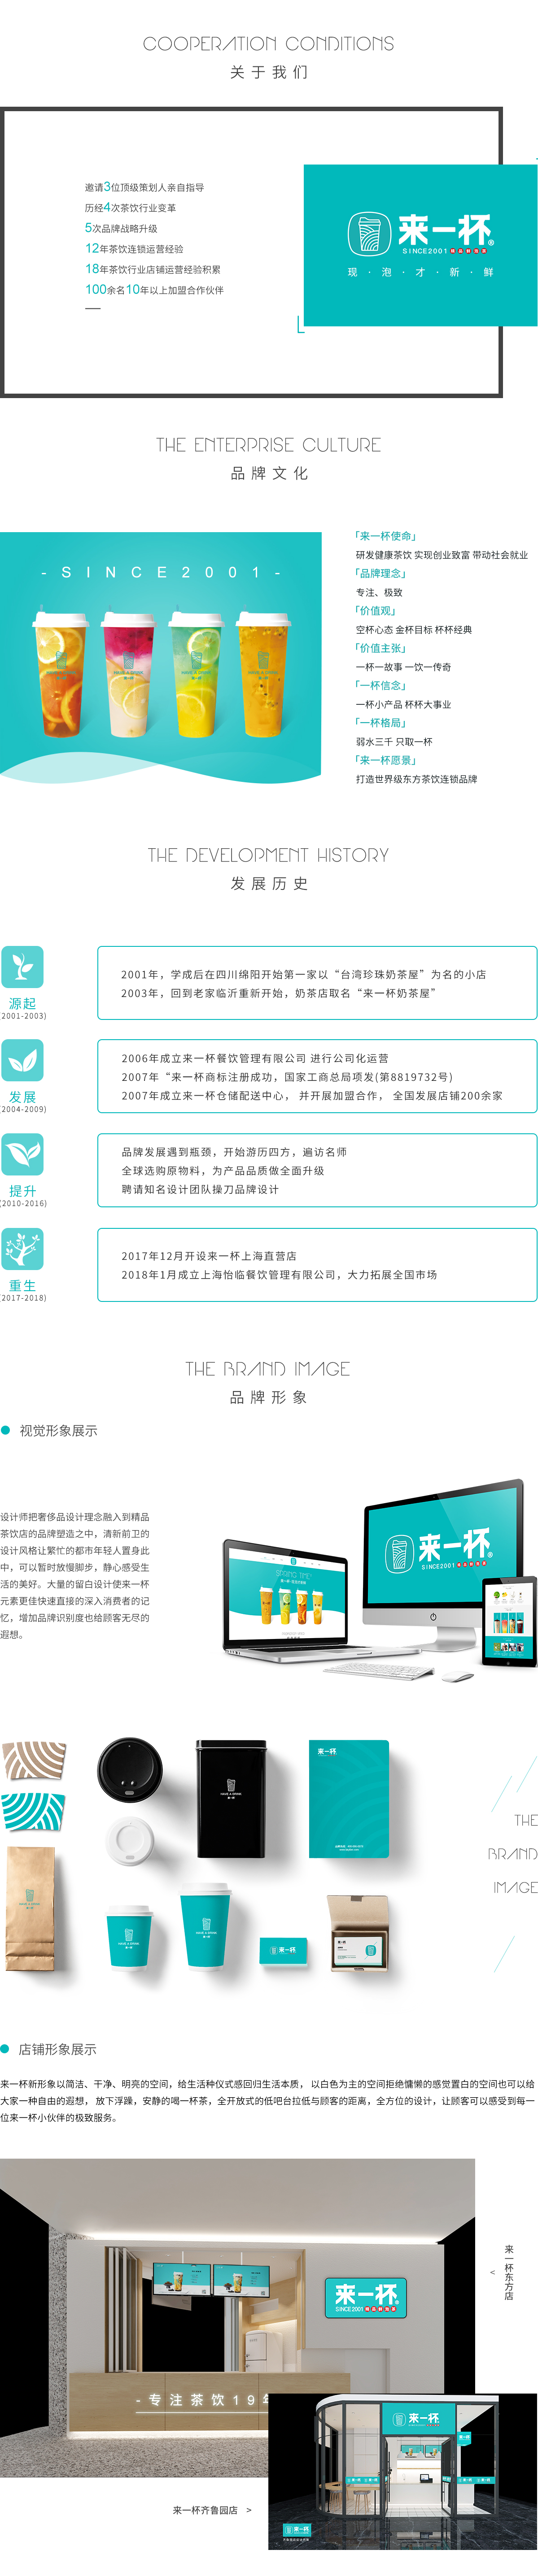 COOPERATION CONDITIONS
关于我们
邀请3位顶级策划人亲自指导
历经4次茶饮行业变革
5次品牌战略升级
12年茶饮连锁运营经验
18年茶饮行业店铺运营经验积累
100余名10年以上加盟合作伙伴
来一杯®
SINCE2001
现·泡·才·新·鲜
THE ENTERPRISE CULTURE
品牌文化
- SINCE2001 -
「来一杯使命」
研发健康茶饮 实现创业致富 带动社会就业
「品牌理念」
专注、极致
「价值观」
空杯心态 金杯目标 杯杯经典
「价值主张」
一杯一故事 一饮一传奇
「一杯信念」
一杯小产品 杯杯大事业
「一杯格局」
弱水三千 只取一杯
「来一杯愿景」
打造世界级东方茶饮连锁品牌
THE DEVELOPMENT HISTORY
发展历史
源起
(2001-2003)
2001年，学成后在四川绵阳开始第一家以“台湾珍珠奶茶屋”为名的小店
2003年，回到老家临沂重新开始，奶茶店取名“来一杯奶茶屋”
发展
(2004-2009)
2006年成立来一杯餐饮管理有限公司 进行公司化运营
2007年“来一杯商标注册成功，国家工商总局项发(第8819732号)
2007年成立来一杯仓储配送中心， 并开展加盟合作， 全国发展店铺200余家
提升
(2010-2016)
品牌发展遇到瓶颈，开始游历四方，遍访名师
全球选购原物料，为产品品质做全面升级
聘请知名设计团队操刀品牌设计
重生
(2017-2018)
2017年12月开设来一杯上海直营店
2018年1月成立上海怡临餐饮管理有限公司，大力拓展全国市场
THE BRAND IMAGE
品牌形象
视觉形象展示
设计师把奢侈品设计理念融入到精品
茶饮店的品牌塑造之中，清新前卫的
设计风格让繁忙的都市年轻人置身此
中，可以暂时放慢脚步，静心感受生
活的美好。大量的留白设计使来一杯
元素更佳快速直接的深入消费者的记
忆，增加品牌识别度也给顾客无尽的
遐想。
来一杯®
SINCE2001
来一杯
THE
BRAND
IMAGE
来一杯
店铺形象展示
来一杯新形象以简洁、干净、明亮的空间，给生活种仪式感回归生活本质， 以白色为主的空间拒绝慵懒的感觉置白的空间也可以给
大家一种自由的遐想， 放下浮躁，安静的喝一杯茶，全开放式的低吧台拉低与顾客的距离，全方位的设计，让顾客可以感受到每一
位来一杯小伙伴的极致服务。
来一杯东方店
<
来一杯
SINCE2001
-专注茶饮19年
来一杯
来一杯齐鲁园店 >